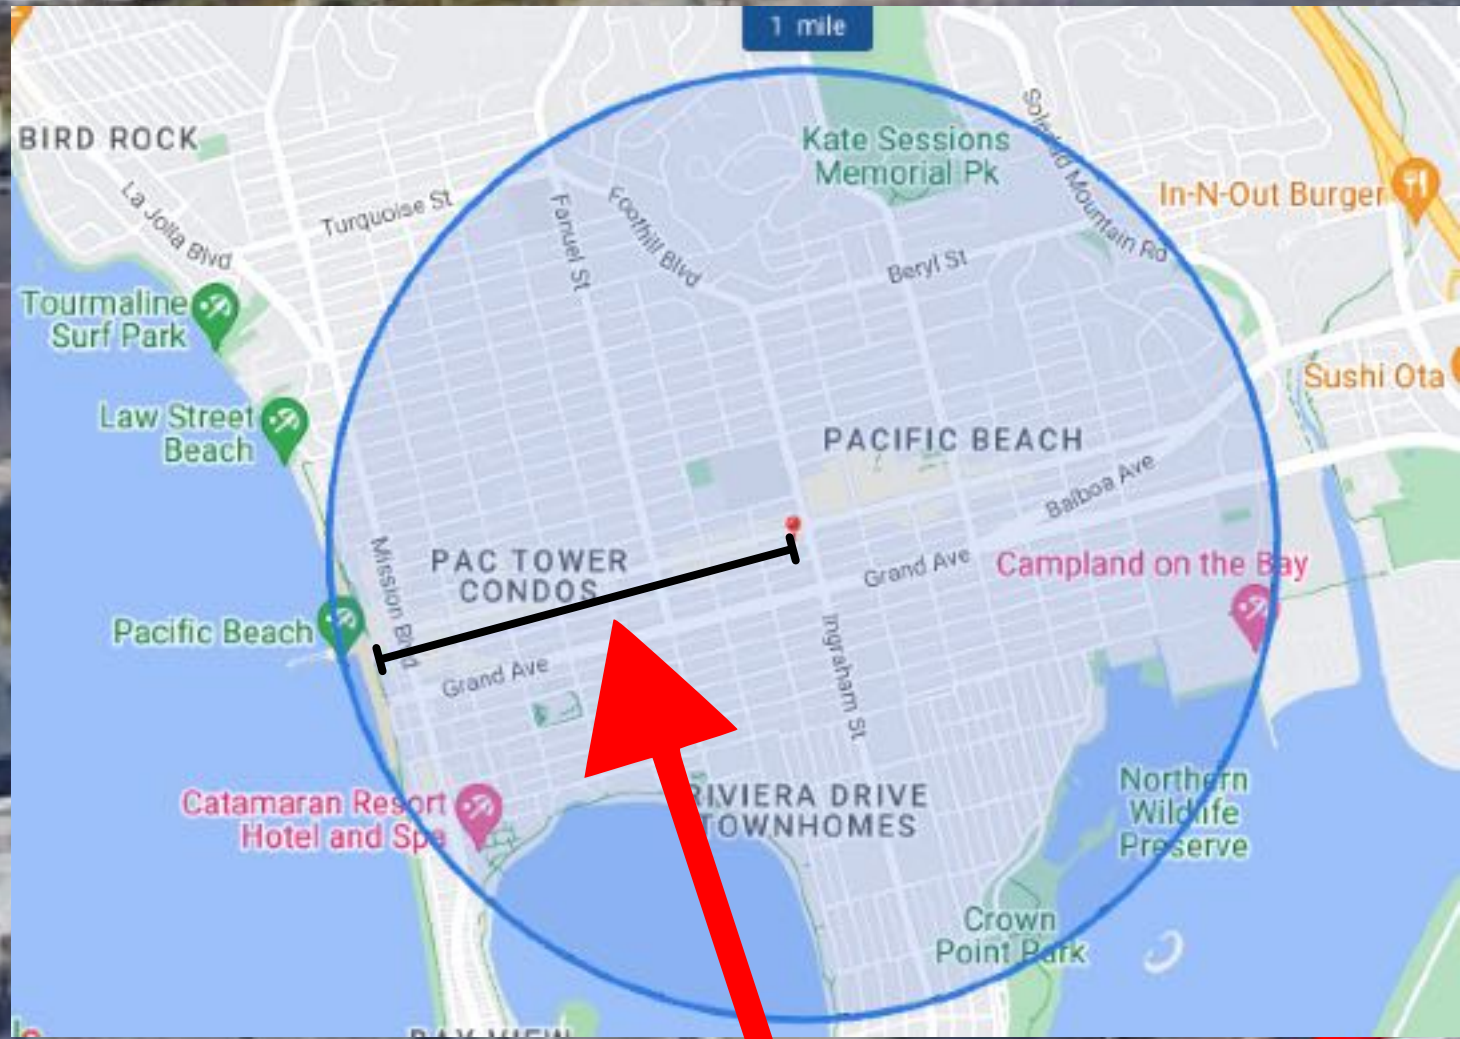 1 mile
BIRD ROCK
Kate Sessions
Memorial Pk
Soledad Mountain Rd
In-N-Out Burger
La Jolla Blvd
Turquoise St
Fanuel St
Foothill Blvd
Beryl St
Tourmaline
Surf Park
Sushi Ota
Law Street
Beach
PACIFIC BEACH
Balboa Ave
Mission Blvd
PAC TOWER
CONDOS
Grand Ave
Campland on the Bay
Pacific Beach
Grand Ave
Ingraham St
Catamaran Resort
Hotel and Spa
RIVIERA DRIVE
TOWNHOMES
Northern
Wildlife
Preserve
Crown
Point Park
BAY VIEW